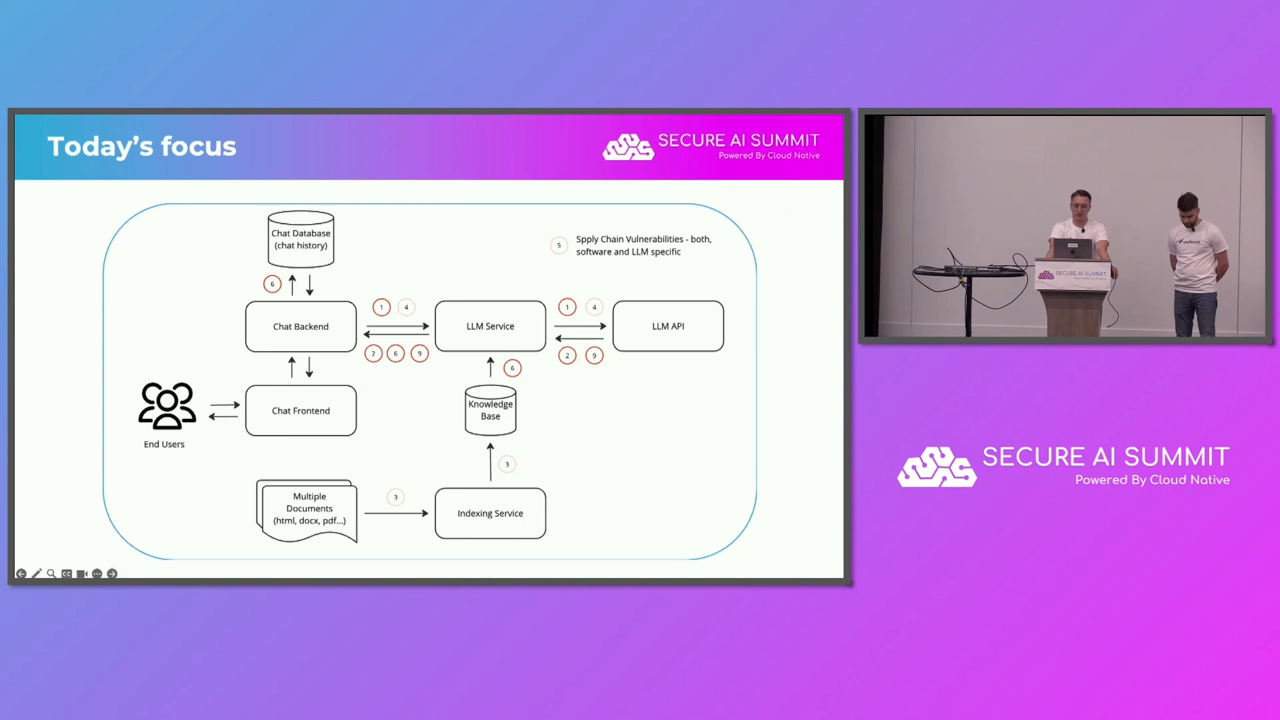 Today's focus
SECURE AI SUMMIT
Powered By Cloud Native
Chat Database
(chat history)
5
Spply Chain Vulnerabilities - both,
software and LLM specific
6
1
4
1
4
Chat Backend
LLM Service
LLM API
2
6
9
2
9
6
Knowledge
Base
Chat Frontend
End Users
3
Multiple
Documents
(html, docx, pdf...)
3
Indexing Service
SECURE AI SUMMIT
SECURE AI SUMMIT
Powered By Cloud Native